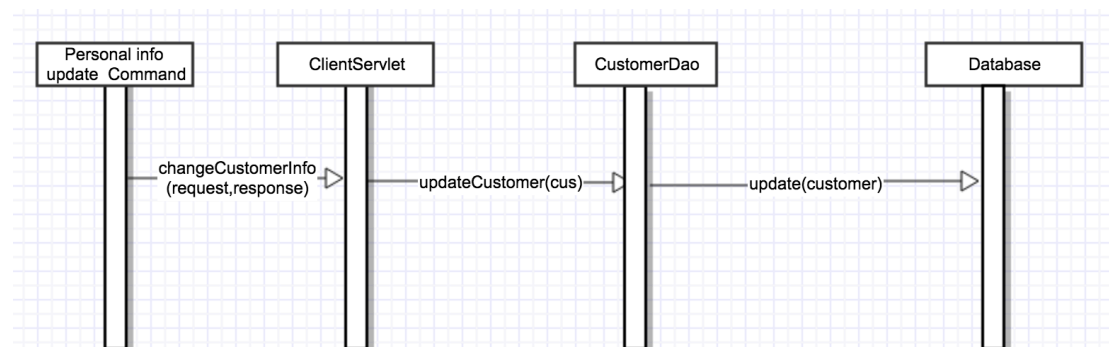 Personal info
update  Command
ClientServlet
CustomerDao
Database
changeCustomerInfo
(request,response)
updateCustomer(cus)
update(customer)